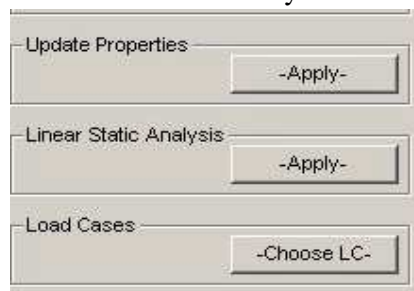 Update Properties
-Apply-
Linear Static Analysis
-Apply-
Load Cases
-Choose LC-